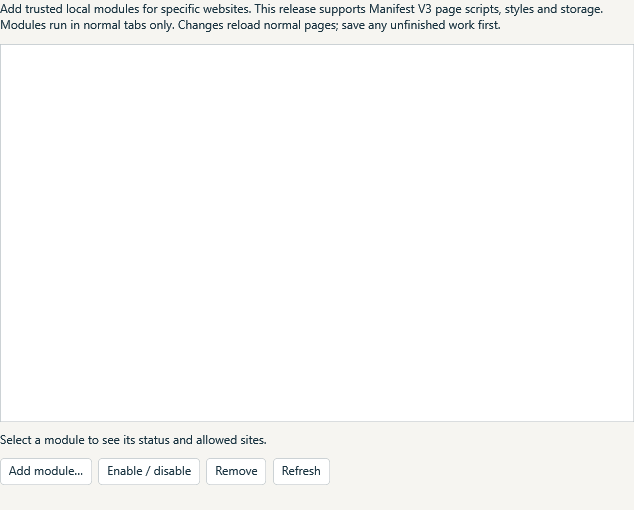 Add trusted local modules for specific websites. This release supports Manifest V3 page scripts, styles and storage.
Modules run in normal tabs only. Changes reload normal pages; save any unfinished work first.
Select a module to see its status and allowed sites.
Add module...
Enable / disable
Remove
Refresh